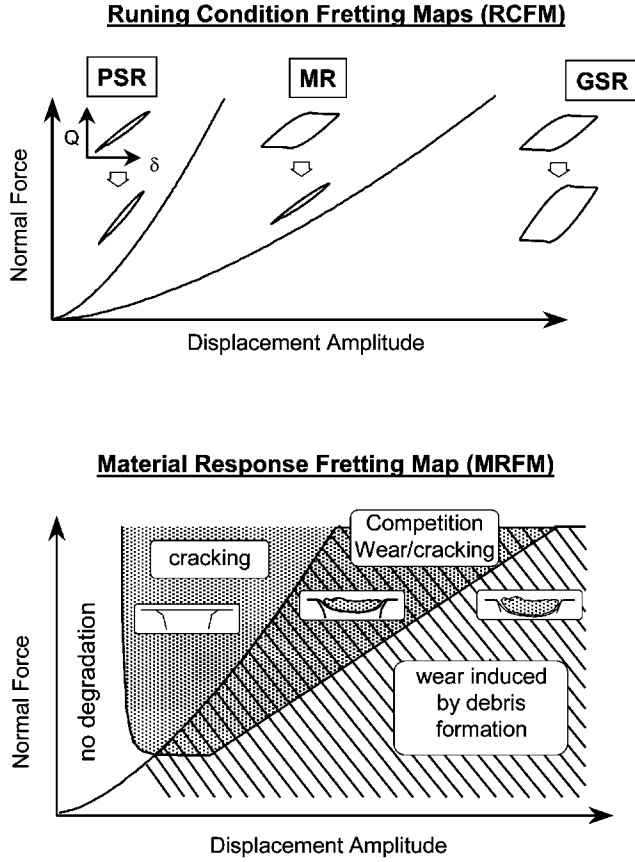 Runing Condition Fretting Maps (RCFM)
PSR
MR
GSR
Q
δ
Normal Force
Displacement Amplitude
Material Response Fretting Map (MRFM)
Competition
Wear/cracking
cracking
no degradation
wear induced
by debris
formation
Normal Force
Displacement Amplitude